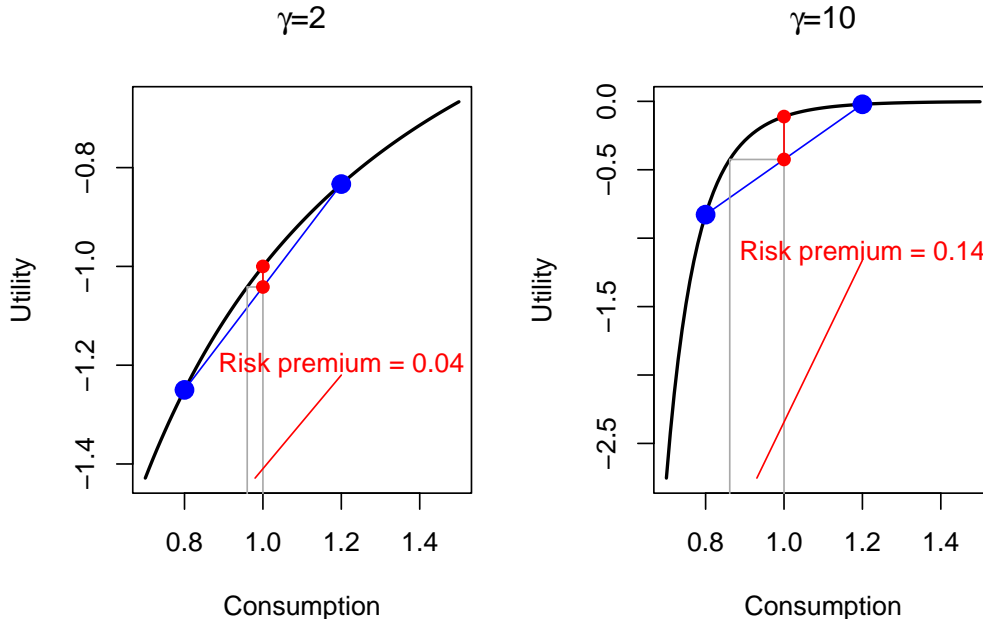 γ=2
Utility
−0.8
−1.0
−1.2
−1.4
Risk premium = 0.04
0.8
1.0
1.2
1.4
Consumption
γ=10
Utility
0.0
−0.5
−1.5
−2.5
Risk premium = 0.14
0.8
1.0
1.2
1.4
Consumption